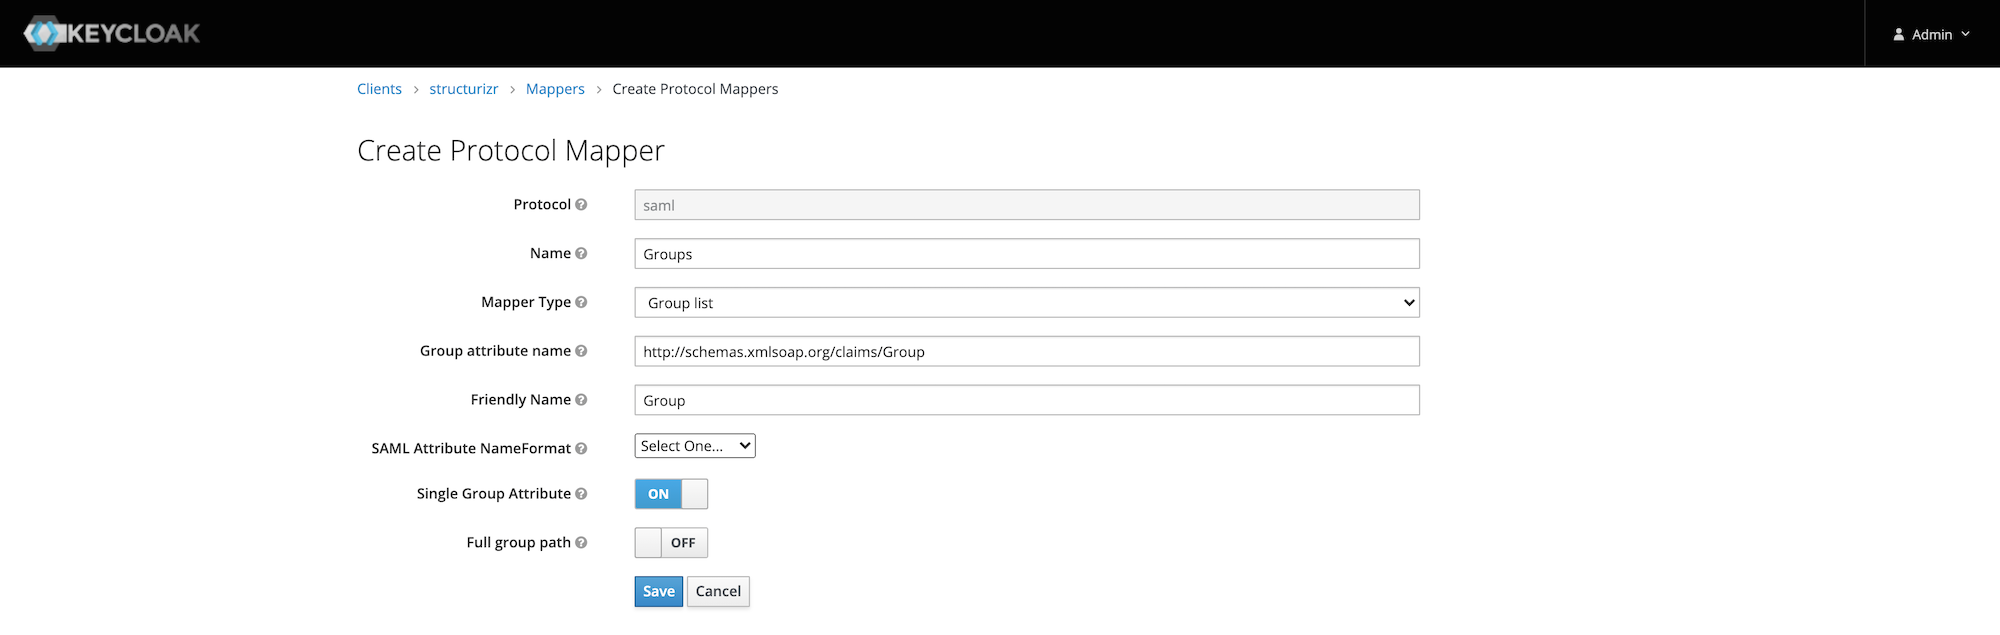 KEYCLOAK
Admin
Clients > structurizr > Mappers > Create Protocol Mappers
Create Protocol Mapper
Protocol saml
Name Groups
Mapper Type Group list
Group attribute name http://schemas.xmlsoap.org/claims/Group
Friendly Name Group
SAML Attribute NameFormat Select One...
Single Group Attribute ON
Full group path OFF
Save Cancel